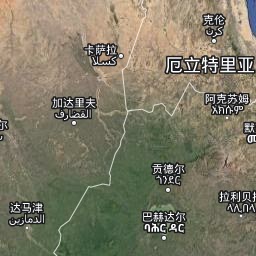 克伦
كرن
卡萨拉
كسلا
厄立特里亚
加达里夫
القضارف
阿克苏姆
አክሱም
贡德尔
ጎንደር
达马津
الدمازين
巴赫达尔
ባሕር ዳር
拉利贝
ላሊበላ